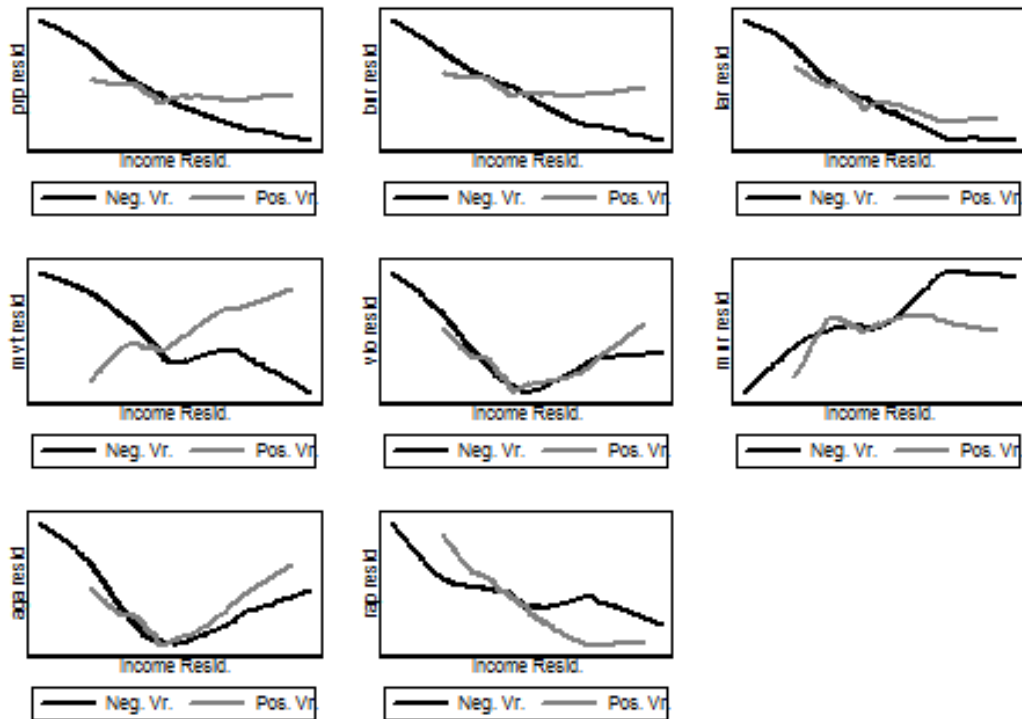 prp resid
Income Resid.
Neg. Vr. Pos. Vr.
bur resid
Income Resid.
Neg. Vr. Pos. Vr.
lar resid
Income Resid.
Neg. Vr. Pos. Vr.
mvt resid
Income Resid.
Neg. Vr. Pos. Vr.
vio resid
Income Resid.
Neg. Vr. Pos. Vr.
mur resid
Income Resid.
Neg. Vr. Pos. Vr.
aga resid
Income Resid.
Neg. Vr. Pos. Vr.
rap resid
Income Resid.
Neg. Vr. Pos. Vr.